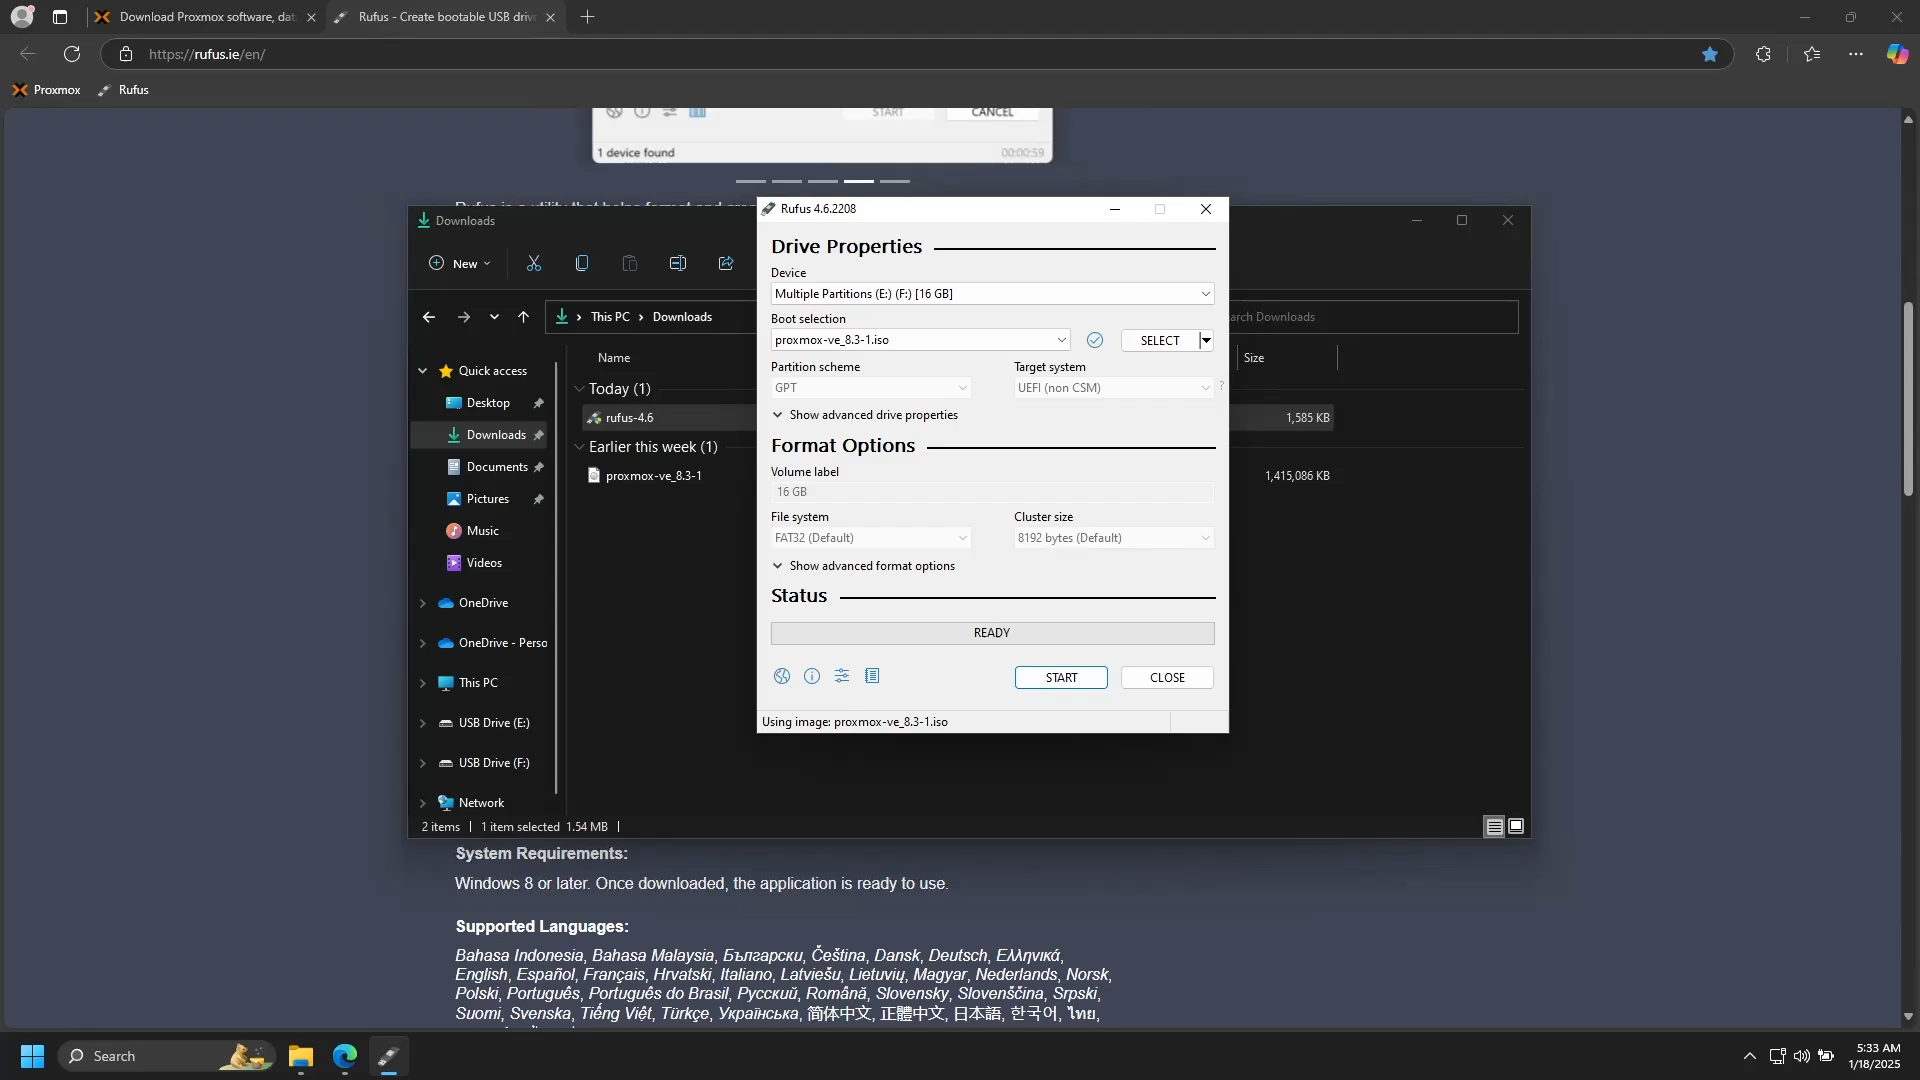 Download Proxmox software, dat
Rufus - Create bootable USB driv
https://rufus.ie/en/
Proxmox
Rufus
START
CANCEL
1 device found
00:00:59
Downloads
New
This PC
Downloads
arch Downloads
Name
Size
Quick access
Desktop
Downloads
Documents
Pictures
Music
Videos
OneDrive
OneDrive - Perso
This PC
USB Drive (E:)
USB Drive (F:)
Network
Today (1)
rufus-4.6
1,585 KB
Earlier this week (1)
proxmox-ve_8.3-1
1,415,086 KB
2 items
1 item selected 1.54 MB
Rufus 4.6.2208
Drive Properties
Device
Multiple Partitions (E:) (F:) [16 GB]
Boot selection
proxmox-ve_8.3-1.iso
SELECT
Partition scheme
Target system
GPT
UEFI (non CSM)
?
Show advanced drive properties
Format Options
Volume label
16 GB
File system
Cluster size
FAT32 (Default)
8192 bytes (Default)
Show advanced format options
Status
READY
START
CLOSE
Using image: proxmox-ve_8.3-1.iso
System Requirements:
Windows 8 or later. Once downloaded, the application is ready to use.
Supported Languages:
Bahasa Indonesia, Bahasa Malaysia, Български, Čeština, Dansk, Deutsch, Ελληνικά,
English, Español, Français, Hrvatski, Italiano, Latviešu, Lietuvių, Magyar, Nederlands, Norsk,
Polski, Português, Português do Brasil, Русский, Română, Slovensky, Slovenščina, Srpski,
Suomi, Svenska, Tiếng Việt, Türkçe, Українська, 简体中文, 正體中文, 日本語, 한국어, ไทย,
Search
5:33 AM
1/18/2025